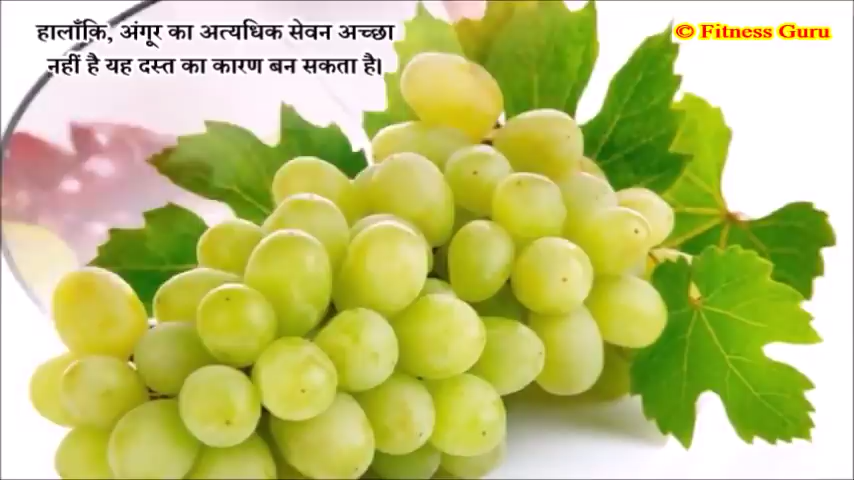 हालाँकि, अंगूर का अत्यधिक सेवन अच्छा
नहीं है यह दस्त का कारण बन सकता है।
© Fitness Guru